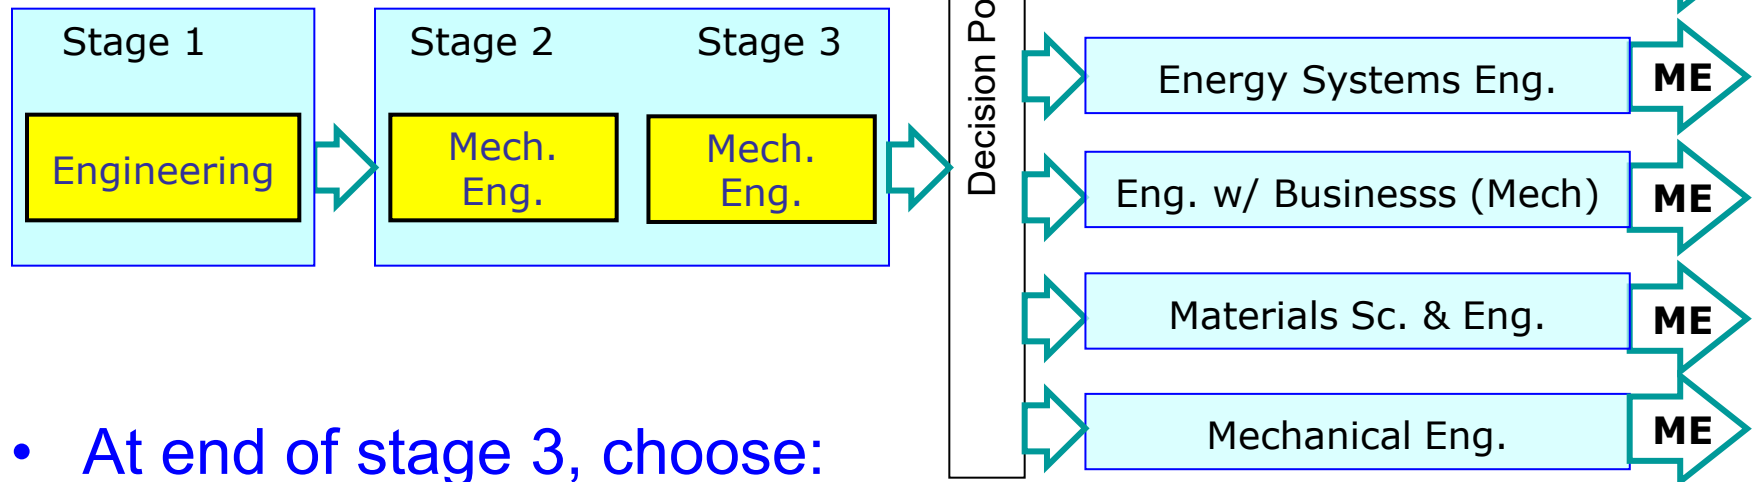 Stage 1
Stage 2
Stage 3
Engineering
Mech.
Eng.
Mech.
Eng.
Decision
Energy Systems Eng.
ME
Eng. w/ Businesss (Mech)
ME
Materials Sc. & Eng.
ME
Mechanical Eng.
ME
• At end of stage 3, choose: